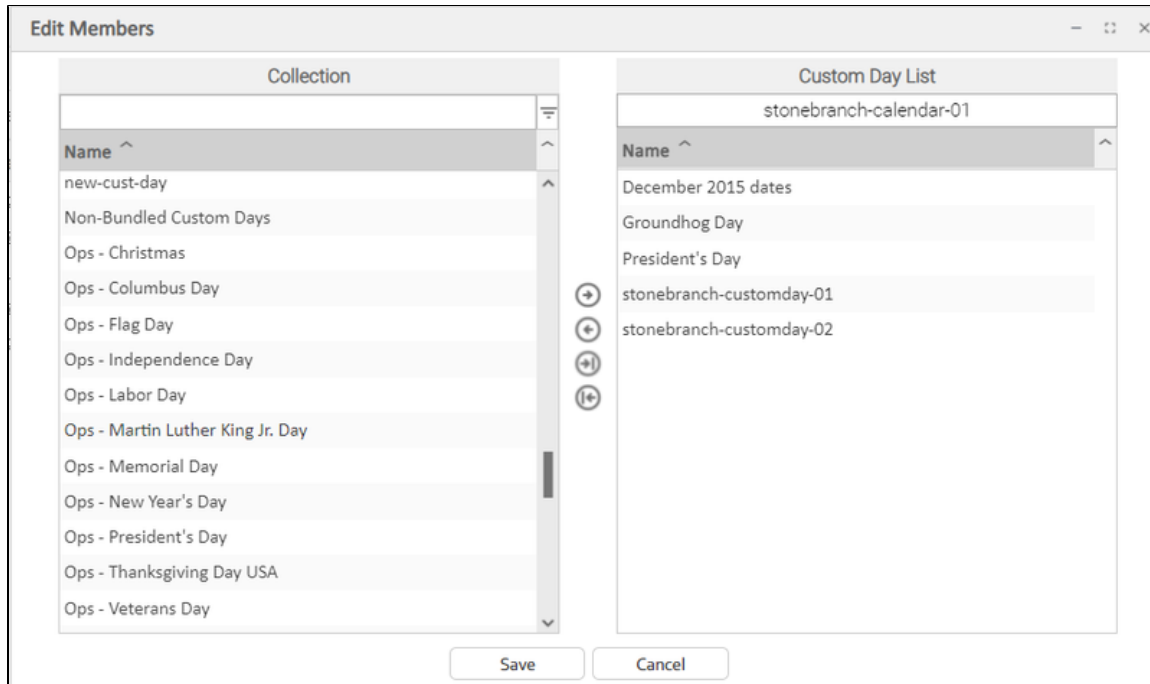 Edit Members
Collection
Name
new-cust-day
Non-Bundled Custom Days
Ops - Christmas
Ops - Columbus Day
Ops - Flag Day
Ops - Independence Day
Ops - Labor Day
Ops - Martin Luther King Jr. Day
Ops - Memorial Day
Ops - New Year's Day
Ops - President's Day
Ops - Thanksgiving Day USA
Ops - Veterans Day
Custom Day List
stonebranch-calendar-01
Name
December 2015 dates
Groundhog Day
President's Day
stonebranch-customday-01
stonebranch-customday-02
Save
Cancel